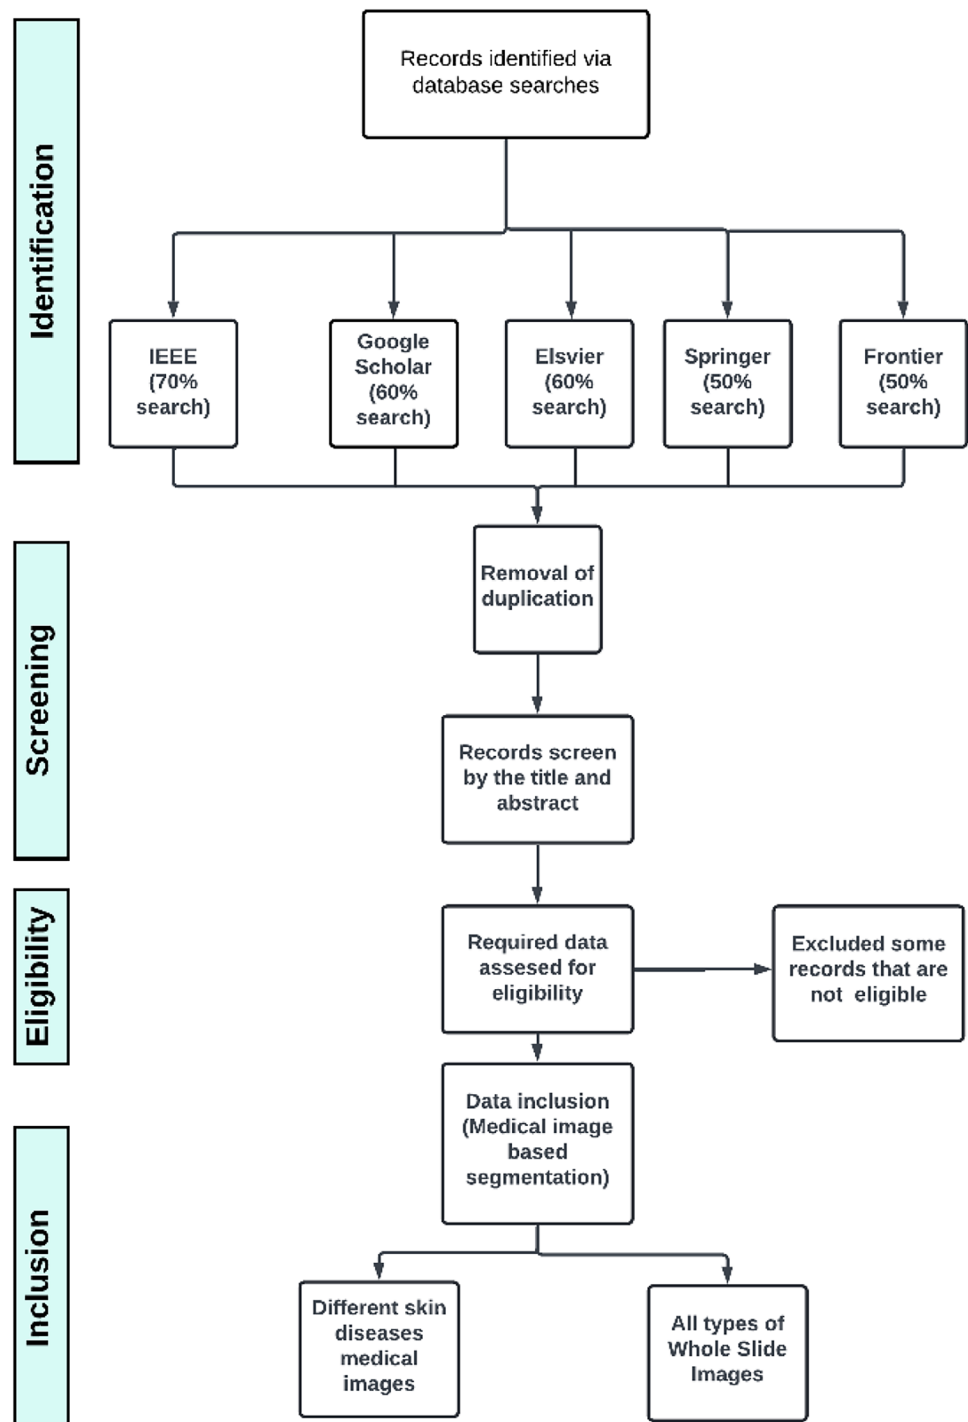 Identification
Records identified via
database searches
IEEE
(70%
search)
Google
Scholar
(60%
search)
Elsvier
(60%
search)
Springer
(50%
search)
Frontier
(50%
search)
Screening
Removal of
duplication
Records screen
by the title and
abstract
Eligibility
Required data
assesed for
eligibility
Excluded some
records that are
not eligible
Inclusion
Data inclusion
(Medical image
based
segmentation)
Different skin
diseases
medical
images
All types of
Whole Slide
Images